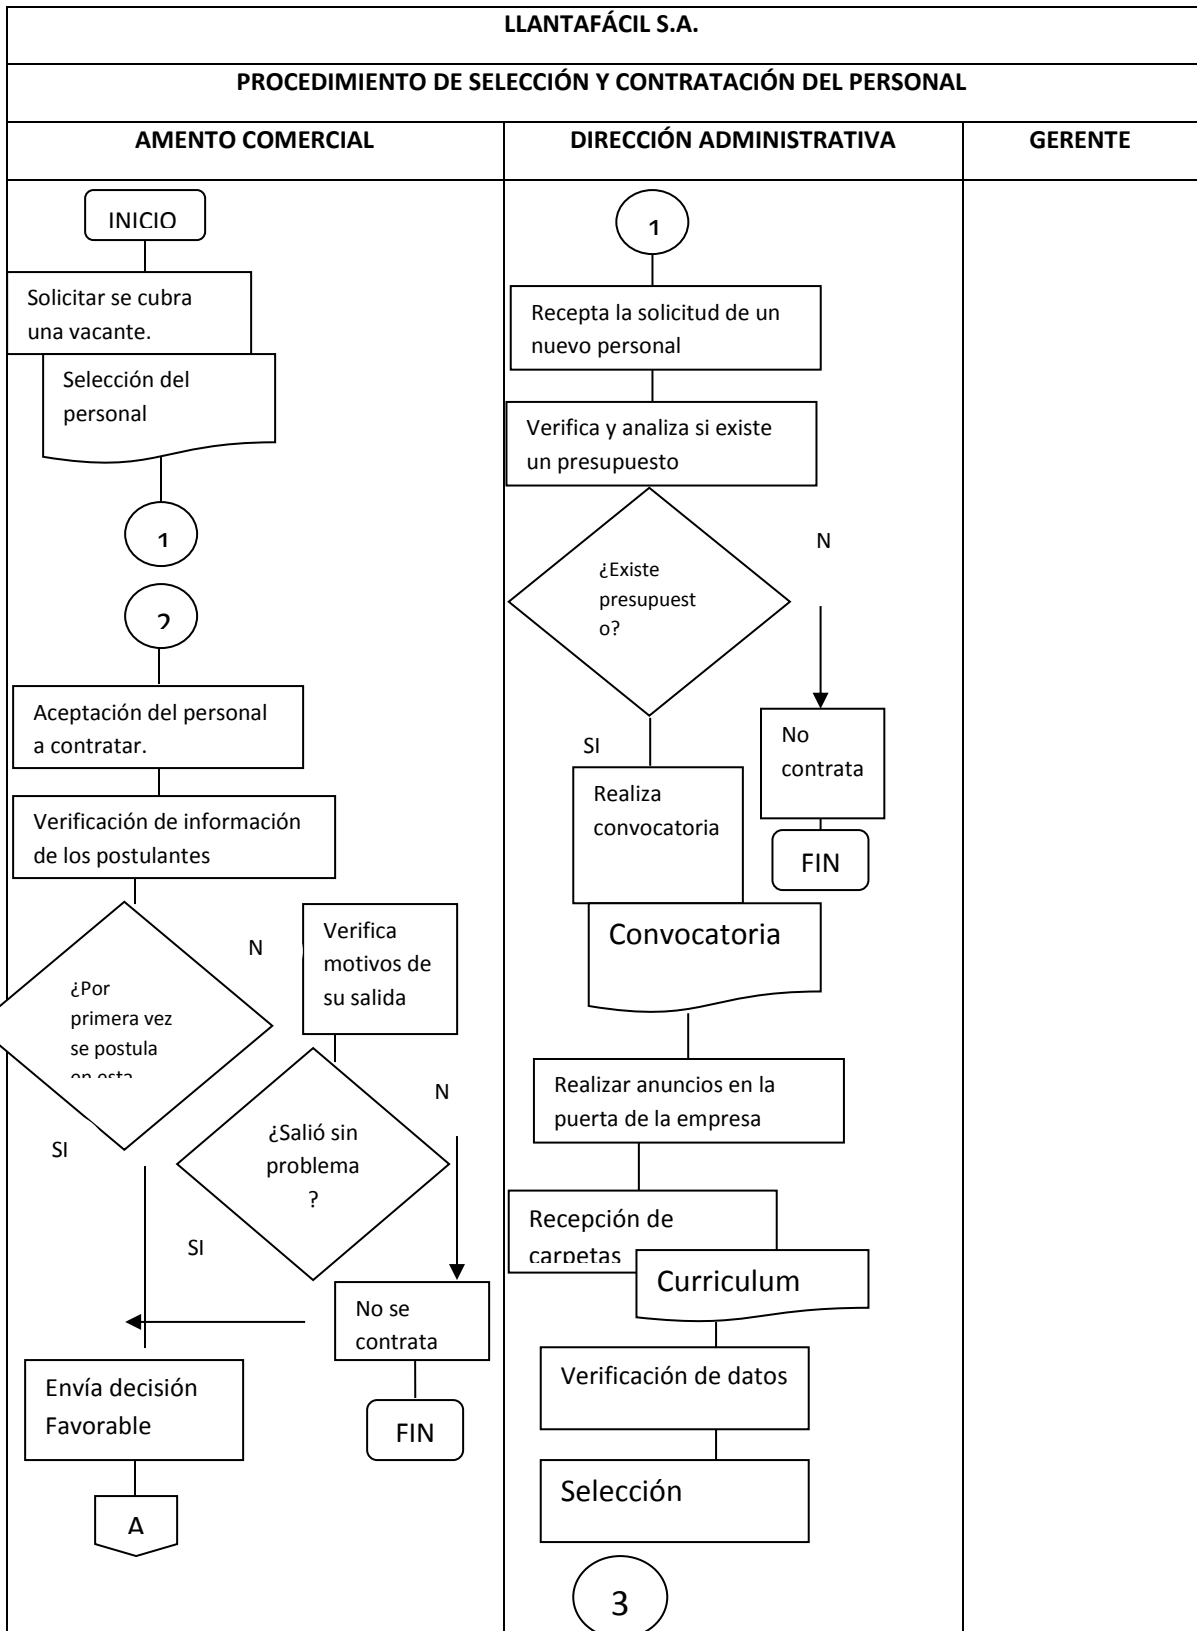 LLANTAFÁCIL S.A.
PROCEDIMIENTO DE SELECCIÓN Y CONTRATACIÓN DEL PERSONAL
AMENTO COMERCIAL
DIRECCIÓN ADMINISTRATIVA
GERENTE
INICIO
Solicitar se cubra
una vacante.
Selección del
personal
1
2
Aceptación del personal
a contratar.
Verificación de información
de los postulantes
¿Por
primera vez
se postula
en esta
N
SI
Verifica
motivos de
su salida
¿Salió sin
problema
?
N
SI
No se
contrata
FIN
Envía decisión
Favorable
A
1
Recepta la solicitud de un
nuevo personal
Verifica y analiza si existe
un presupuesto
¿Existe
presupuest
o?
N
SI
No
contrata
FIN
Realiza
convocatoria
Convocatoria
Realizar anuncios en la
puerta de la empresa
Recepción de
carpetas
Curriculum
Verificación de datos
Selección
3